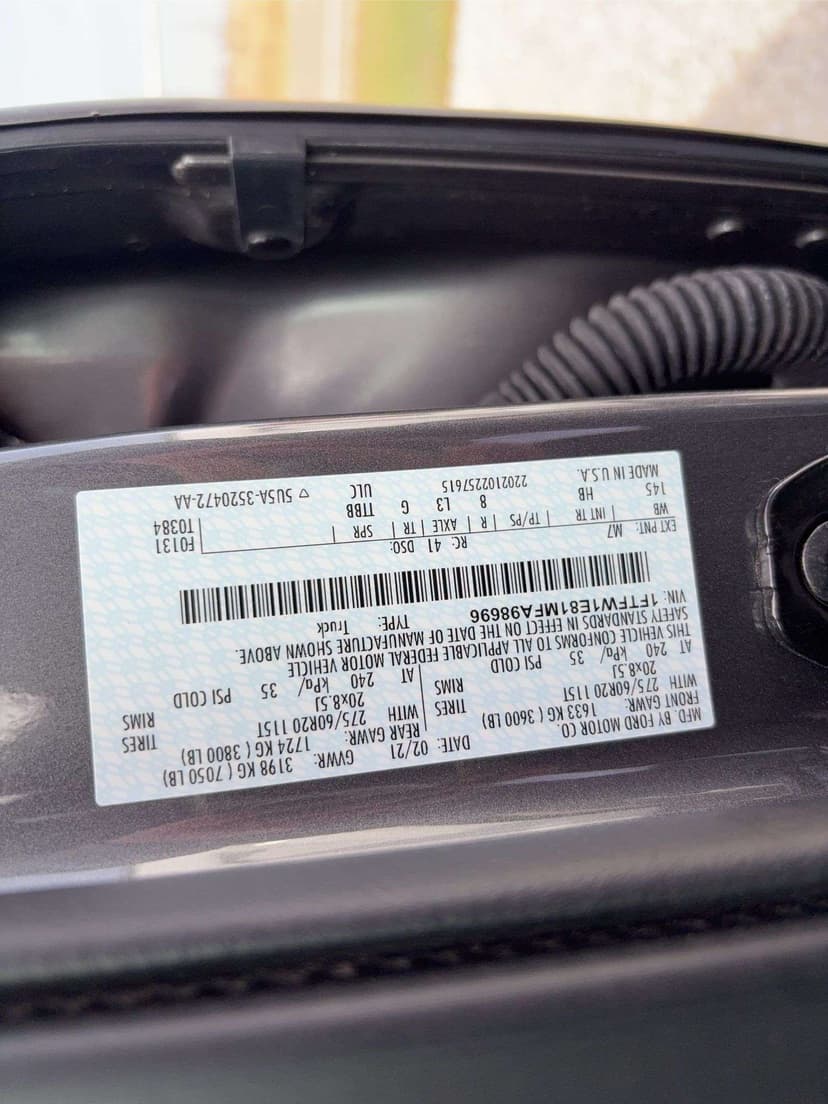 MFD. BY FORD MOTOR CO. DATE: 02/21 GVWR: 3198 KG ( 7050 LB)
FRONT GAWR: 1633 KG ( 3600 LB) REAR GAWR: 1724 KG ( 3800 LB)
WITH 275/60R20 115T TIRES WITH 275/60R20 115T TIRES
20x8.5J RIMS 20x8.5J RIMS
AT 240 kPa/ 35 PSI COLD AT 240 kPa/ 35 PSI COLD
THIS VEHICLE CONFORMS TO ALL APPLICABLE FEDERAL MOTOR VEHICLE
SAFETY STANDARDS IN EFFECT ON THE DATE OF MANUFACTURE SHOWN ABOVE.
VIN: 1FTFW1E81MFA98696 TYPE: Truck
EXT PNT: M7 RC: 41 DSO: F0131
WB INT TR TP/PS R AXLE TR SPR T0384
145 HB 8 L3 G TTBB
MADE IN U.S.A. 2202102257615 ULC ▽ 5U5A-3520472-AA